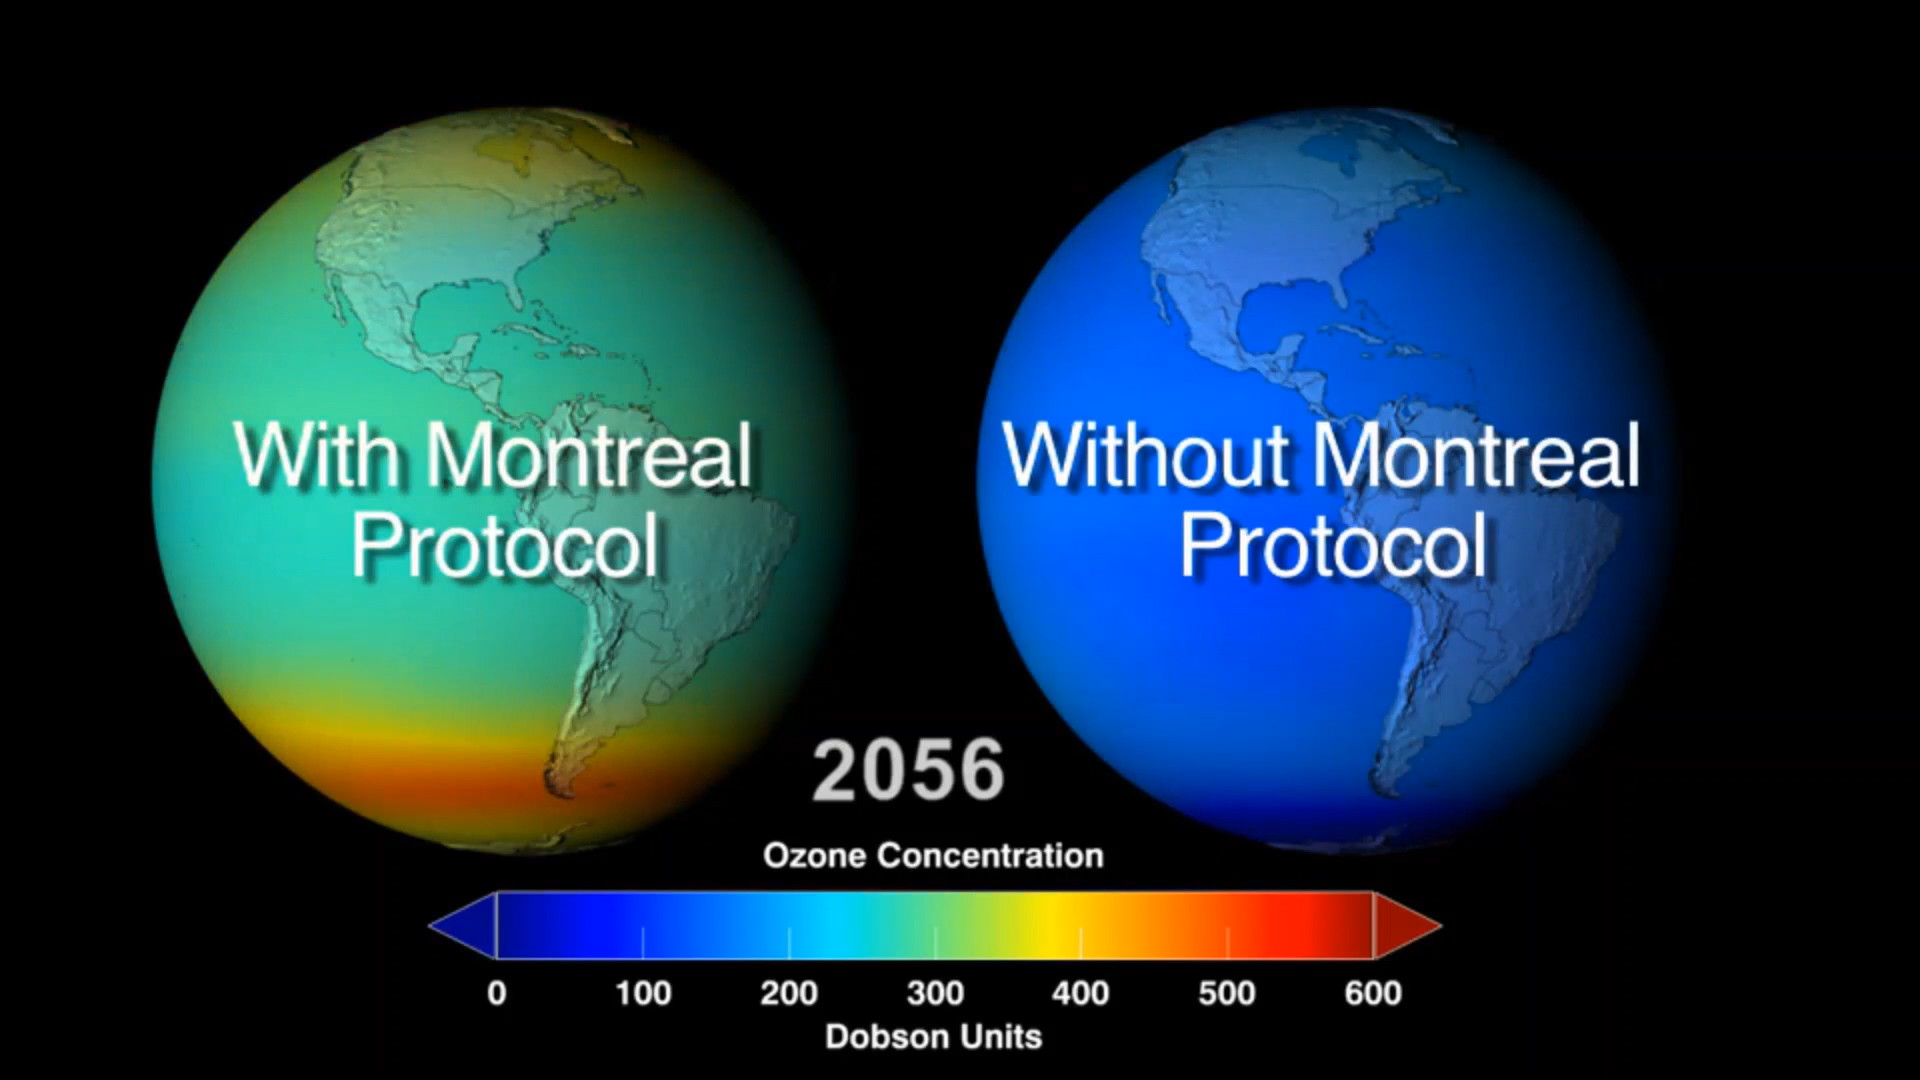 With Montreal
Protocol
Without Montreal
Protocol
2056
Ozone Concentration
0 100 200 300 400 500 600
Dobson Units